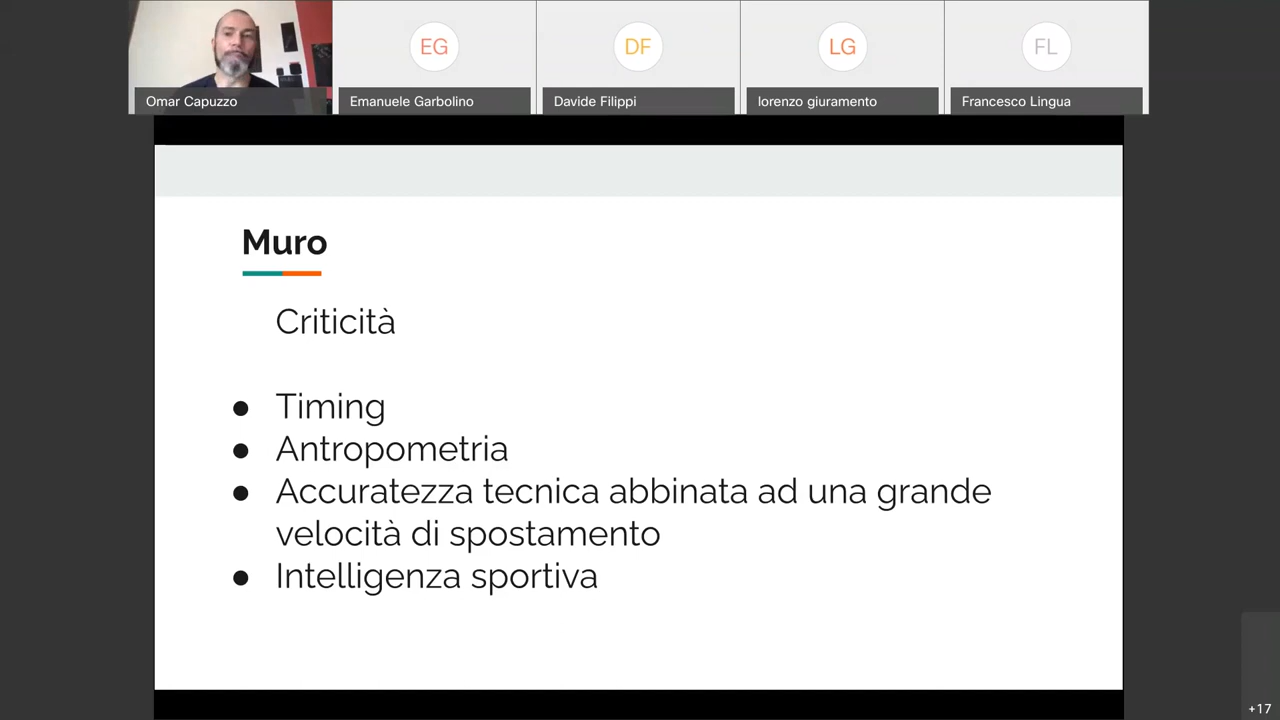 EG
DF
LG
FL
Omar Capuzzo
Emanuele Garbolino
Davide Filippi
lorenzo giuramento
Francesco Lingua
Muro
Criticità
● Timing
● Antropometria
● Accuratezza tecnica abbinata ad una grande
velocità di spostamento
● Intelligenza sportiva
+17